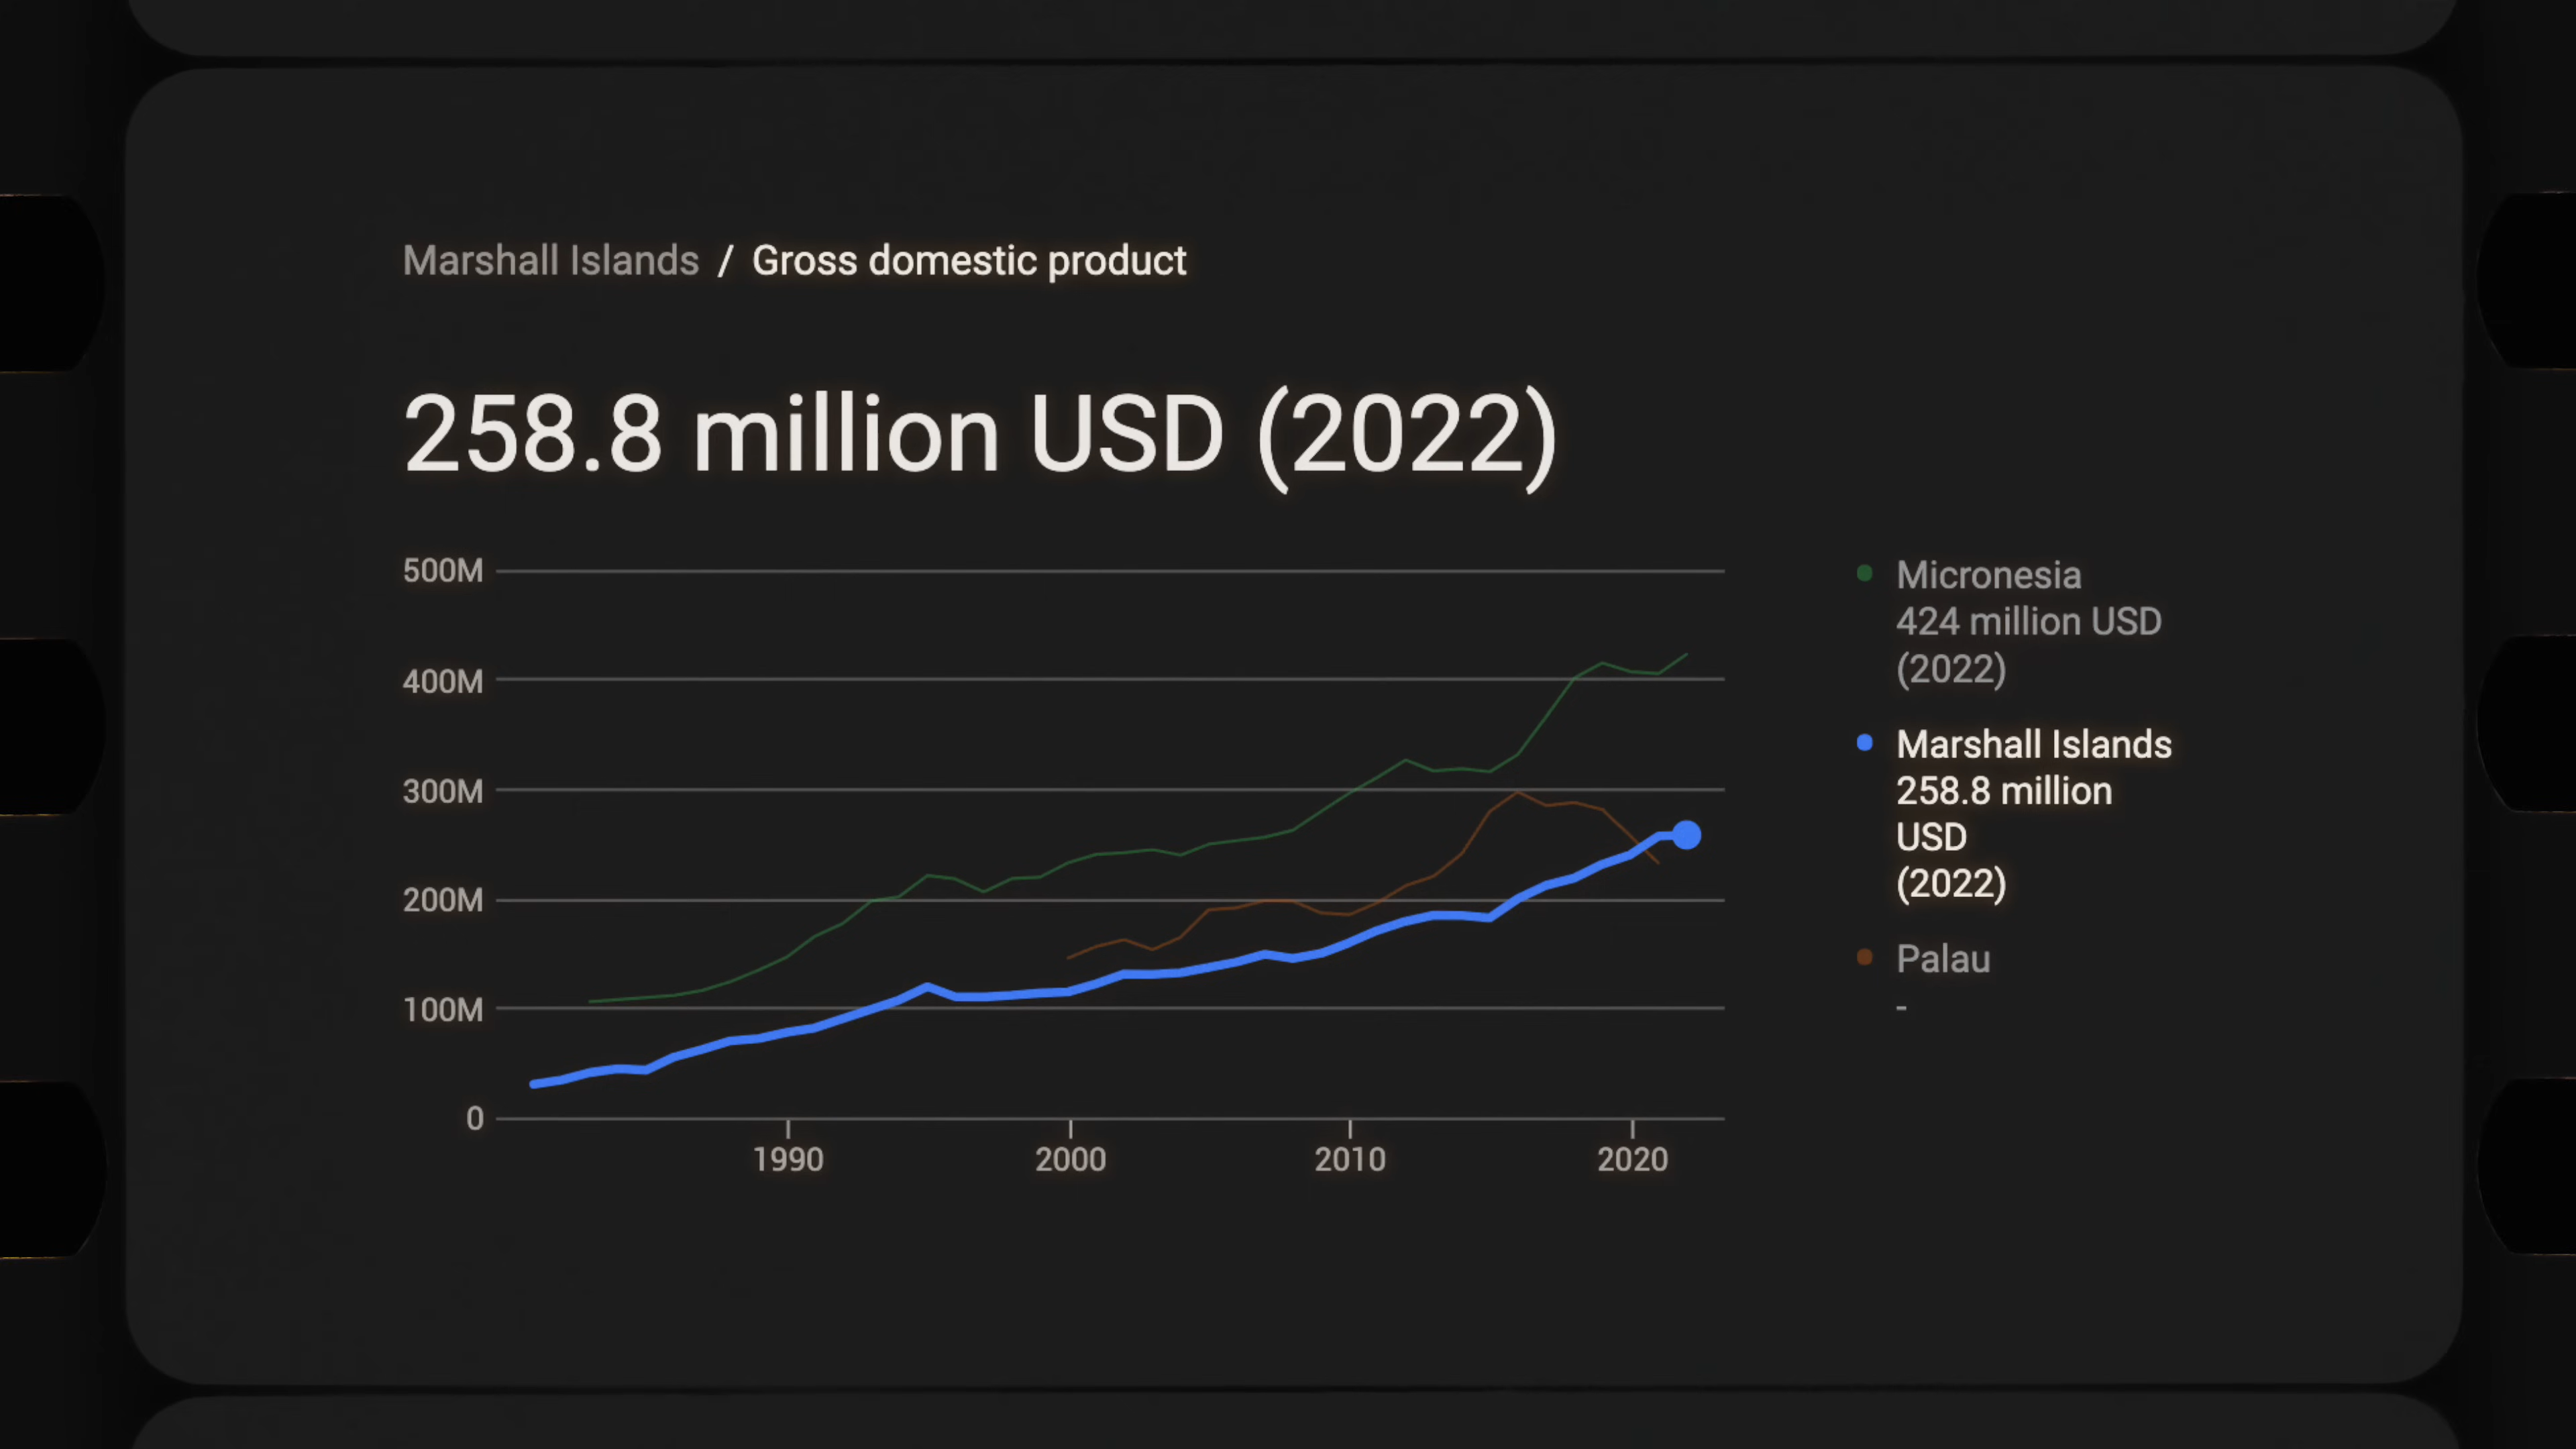 Marshall Islands / Gross domestic product
258.8 million USD (2022)
500M
400M
300M
200M
100M
0
1990 2000 2010 2020
Micronesia
424 million USD
(2022)
Marshall Islands
258.8 million
USD
(2022)
Palau
-